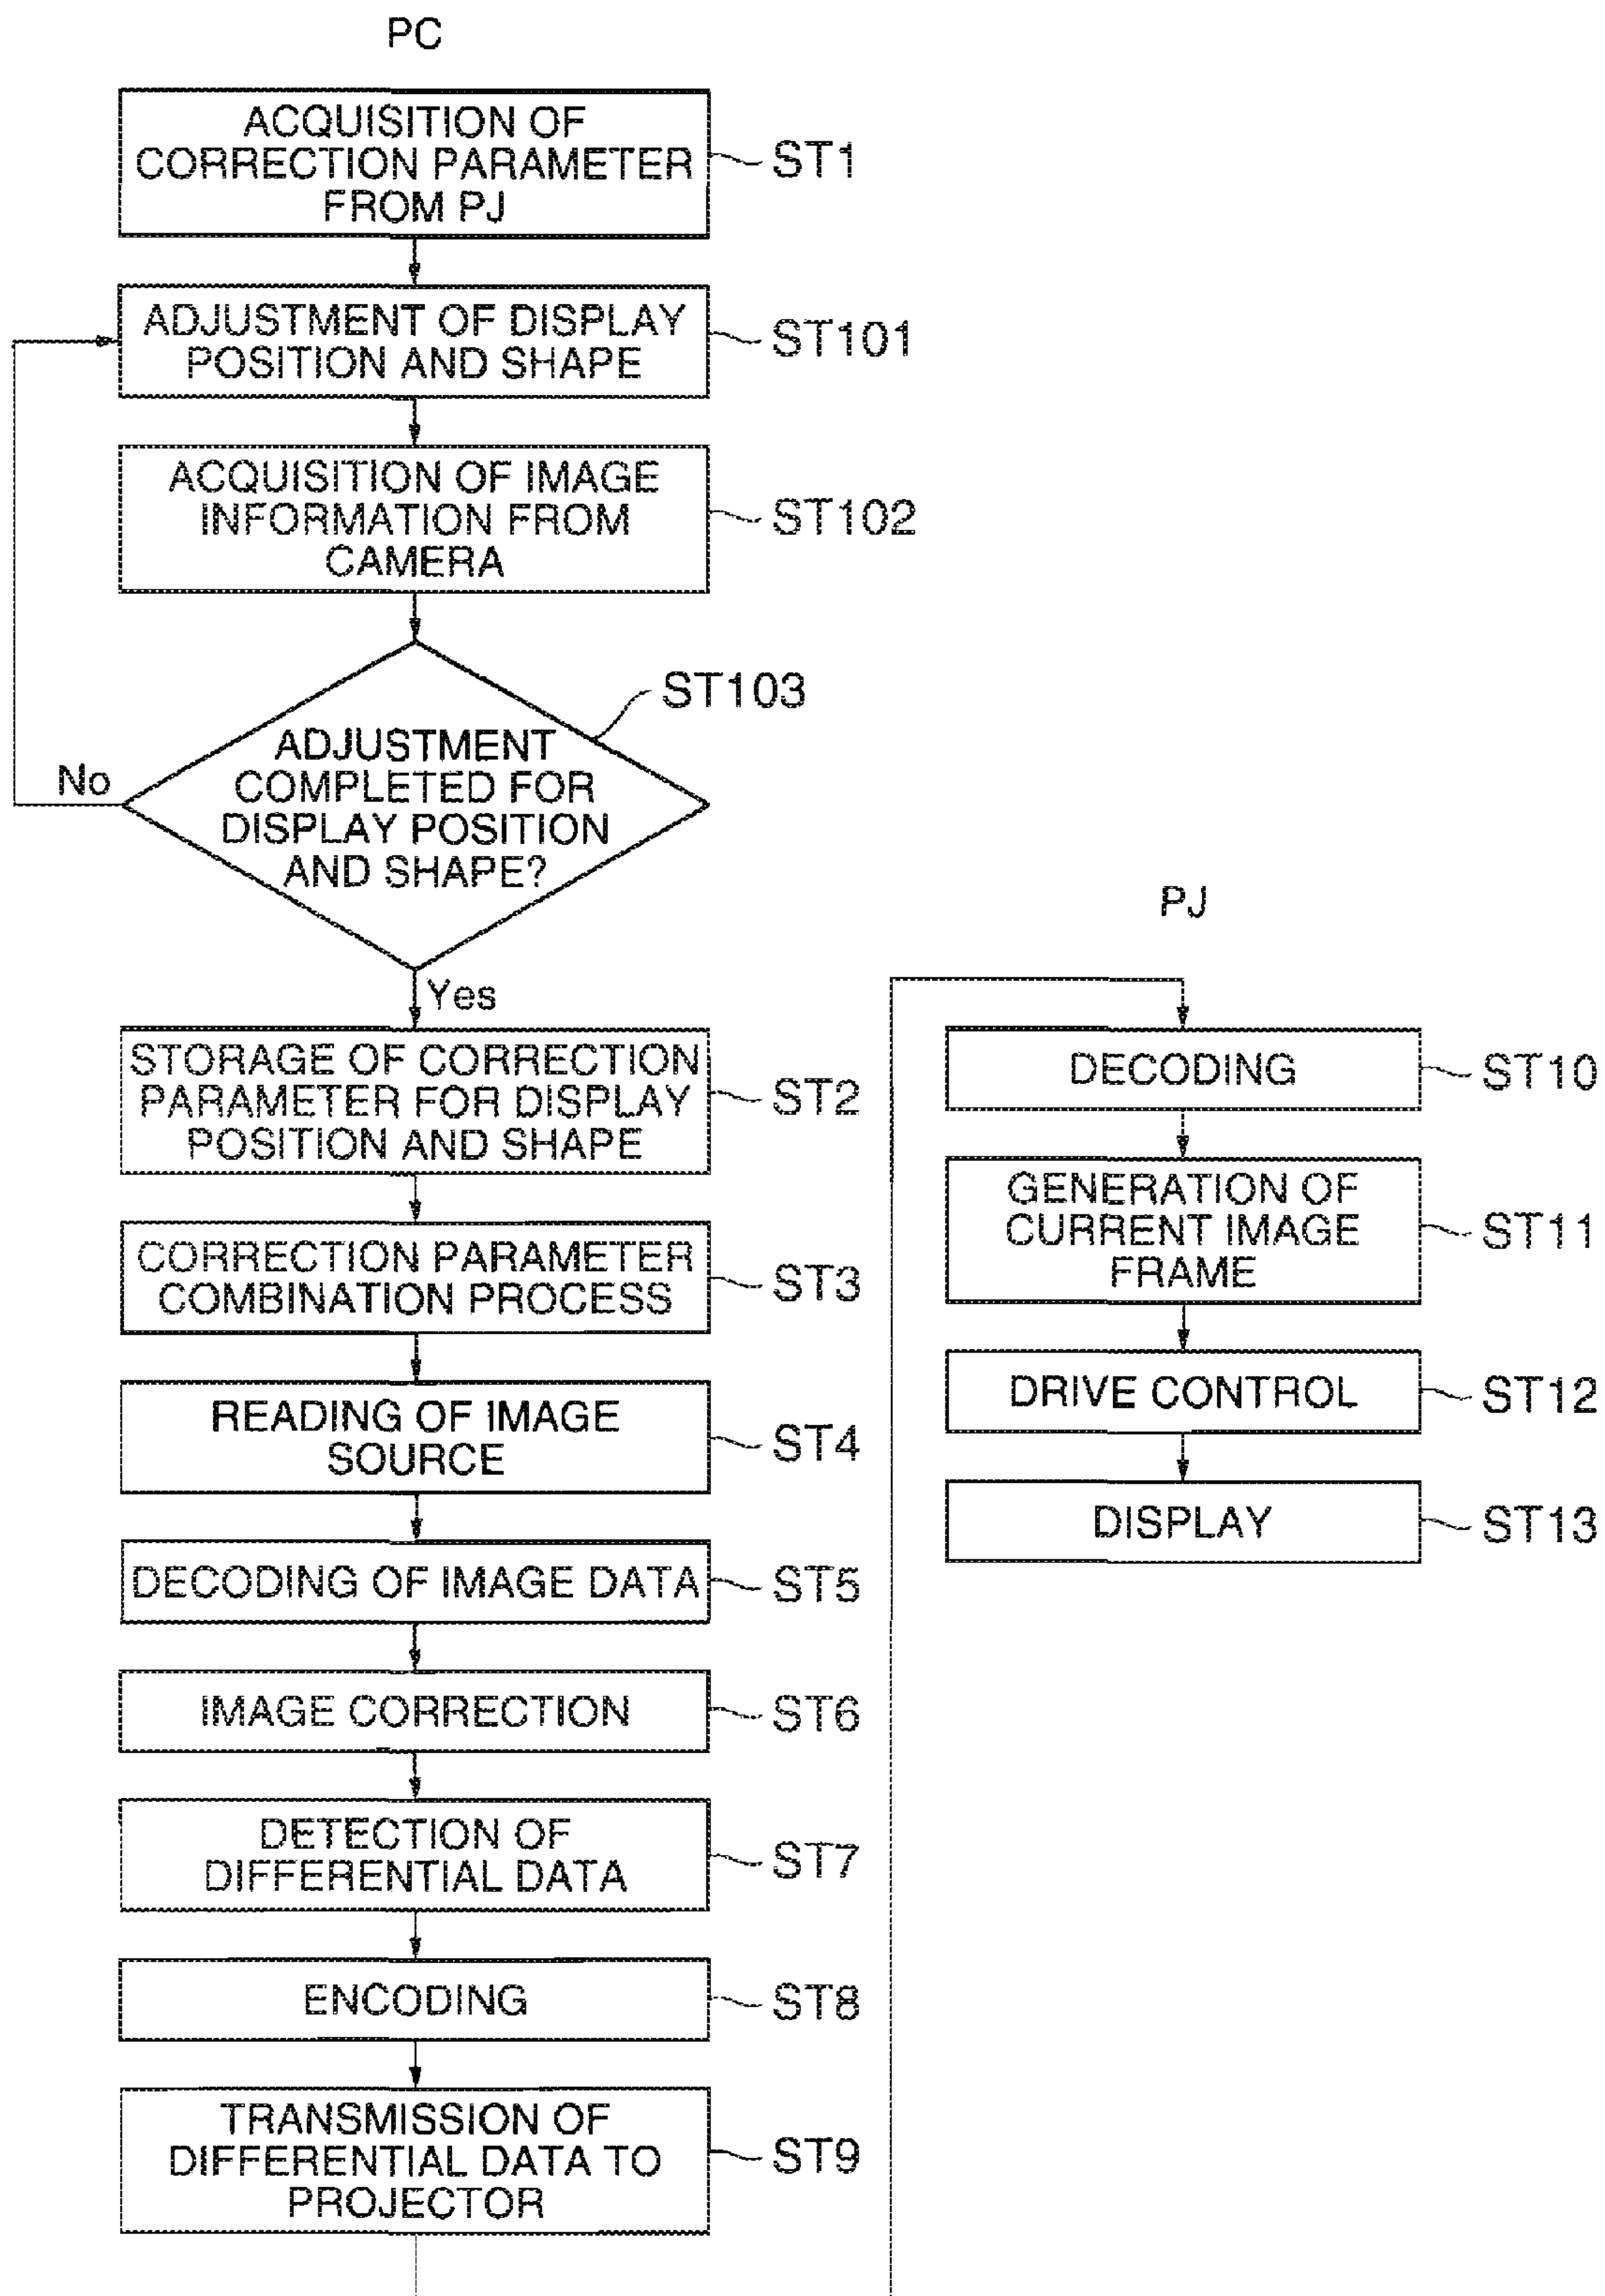 PC
ACQUISITION OF
CORRECTION PARAMETER
FROM PJ
ST1
ADJUSTMENT OF DISPLAY
POSITION AND SHAPE
ST101
ACQUISITION OF IMAGE
INFORMATION FROM
CAMERA
ST102
ST103
ADJUSTMENT
COMPLETED FOR
DISPLAY POSITION
AND SHAPE?
No
Yes
STORAGE OF CORRECTION
PARAMETER FOR DISPLAY
POSITION AND SHAPE
ST2
CORRECTION PARAMETER
COMBINATION PROCESS
ST3
READING OF IMAGE
SOURCE
ST4
DECODING OF IMAGE DATA
ST5
IMAGE CORRECTION
ST6
DETECTION OF
DIFFERENTIAL DATA
ST7
ENCODING
ST8
TRANSMISSION OF
DIFFERENTIAL DATA TO
PROJECTOR
ST9
PJ
DECODING
ST10
GENERATION OF
CURRENT IMAGE
FRAME
ST11
DRIVE CONTROL
ST12
DISPLAY
ST13